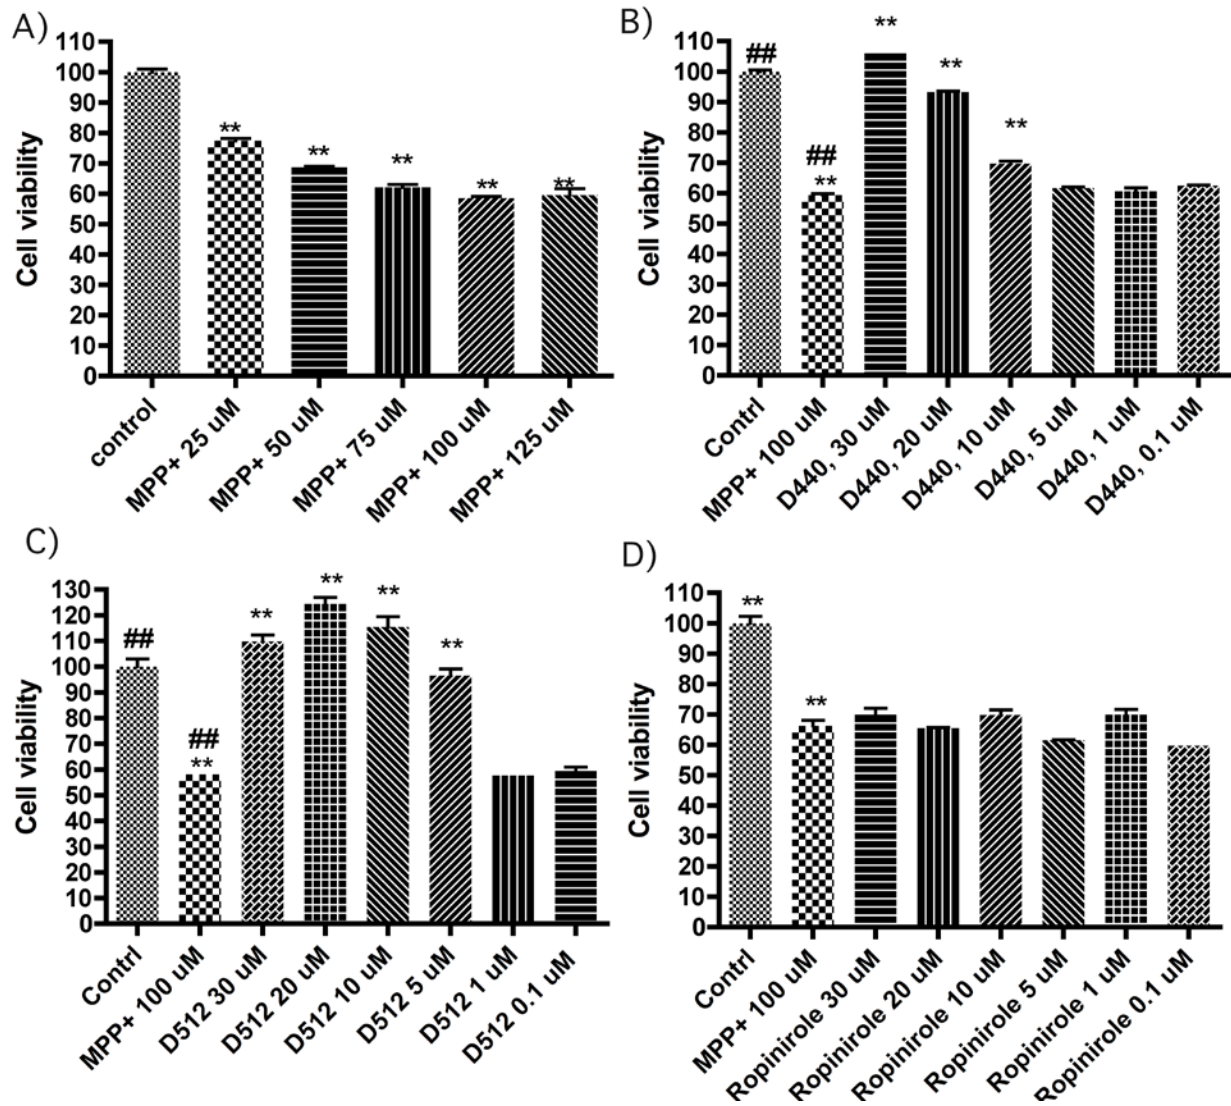 A)
110
100
90
80
70
60
50
40
30
20
10
0
Cell viability
**
**
**
**
**
control
MPP+ 25 uM
MPP+ 50 uM
MPP+ 75 uM
MPP+ 100 uM
MPP+ 125 uM
B)
110
100
90
80
70
60
50
40
30
20
10
0
Cell viability
##
##
**
**
**
**
Contrl
MPP+ 100 uM
D440, 30 uM
D440, 20 uM
D440, 10 uM
D440, 5 uM
D440, 1 uM
D440, 0.1 uM
C)
130
120
110
100
90
80
70
60
50
40
30
20
10
0
Cell viability
##
##
**
**
**
**
**
Contrl
MPP+ 100 uM
D512 30 uM
D512 20 uM
D512 10 uM
D512 5 uM
D512 1 uM
D512 0.1 uM
D)
110
100
90
80
70
60
50
40
30
20
10
0
Cell viability
**
**
Contrl
MPP+ 100 uM
Ropinirole 30 uM
Ropinirole 20 uM
Ropinirole 10 uM
Ropinirole 5 uM
Ropinirole 1 uM
Ropinirole 0.1 uM